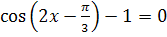 cos(2x − π/3) − 1 = 0